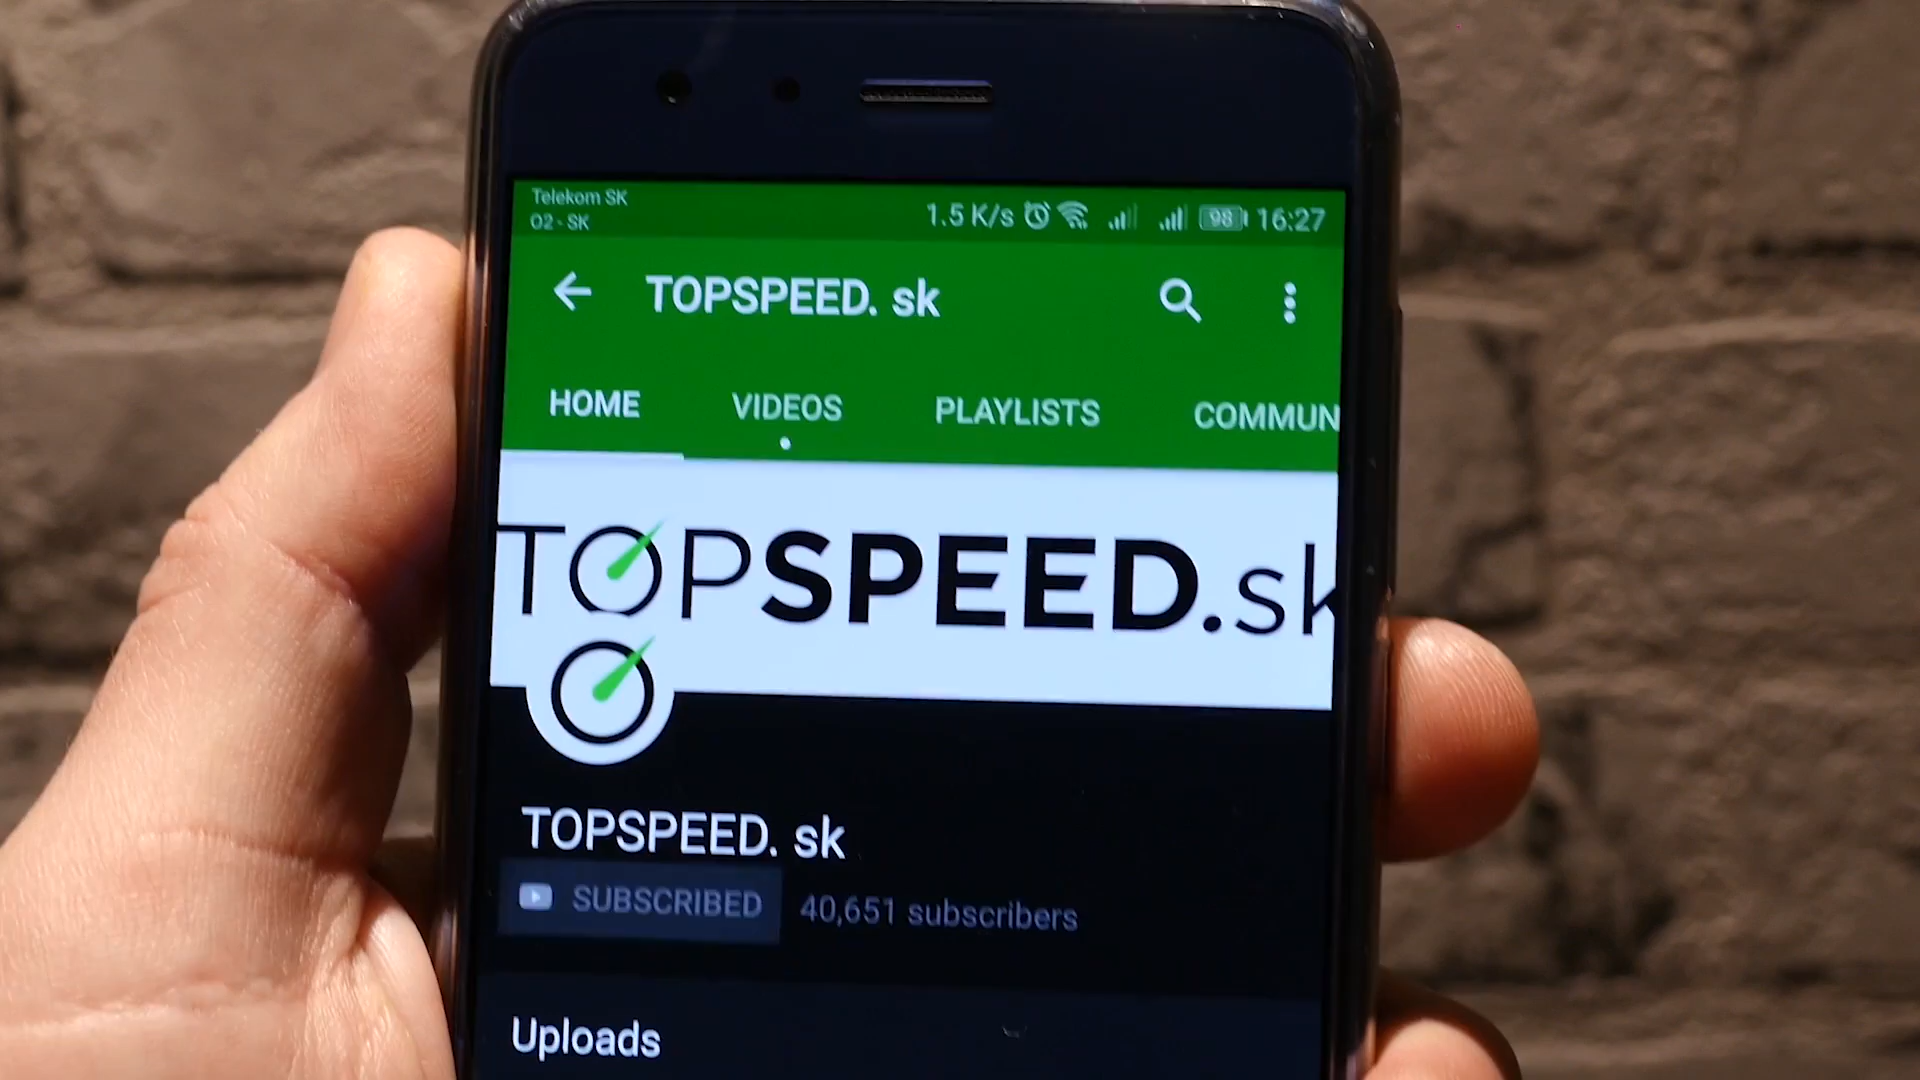 Telekom SK
O2 - SK
1.5 K/s 98 16:27
TOPSPEED. sk
HOME VIDEOS PLAYLISTS COMMUN
TOPSPEED.sk
TOPSPEED. sk
SUBSCRIBED 40,651 subscribers
Uploads